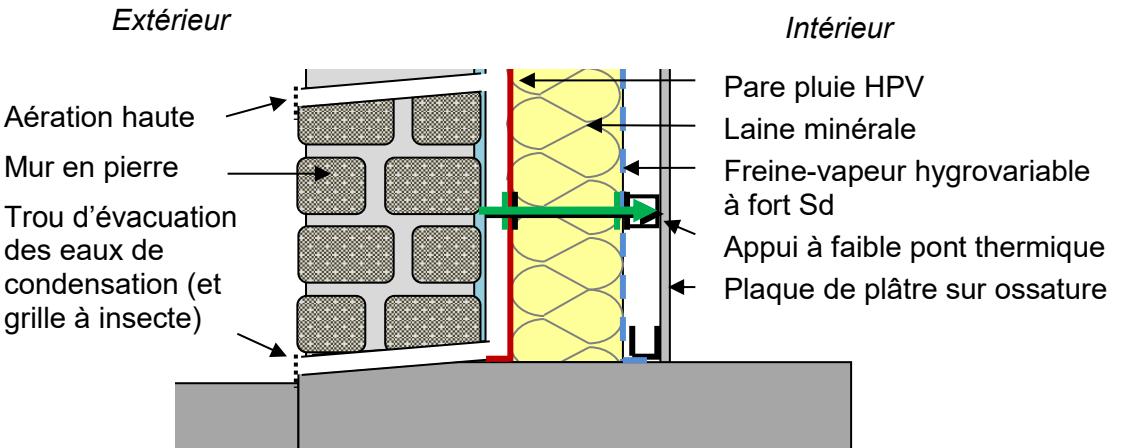 Extérieur
Intérieur
Aération haute
Mur en pierre
Trou d’évacuation
des eaux de
condensation (et
grille à insecte)
Pare pluie HPV
Laine minérale
Freine-vapeur hygrovariable
à fort Sd
Appui à faible pont thermique
Plaque de plâtre sur ossature